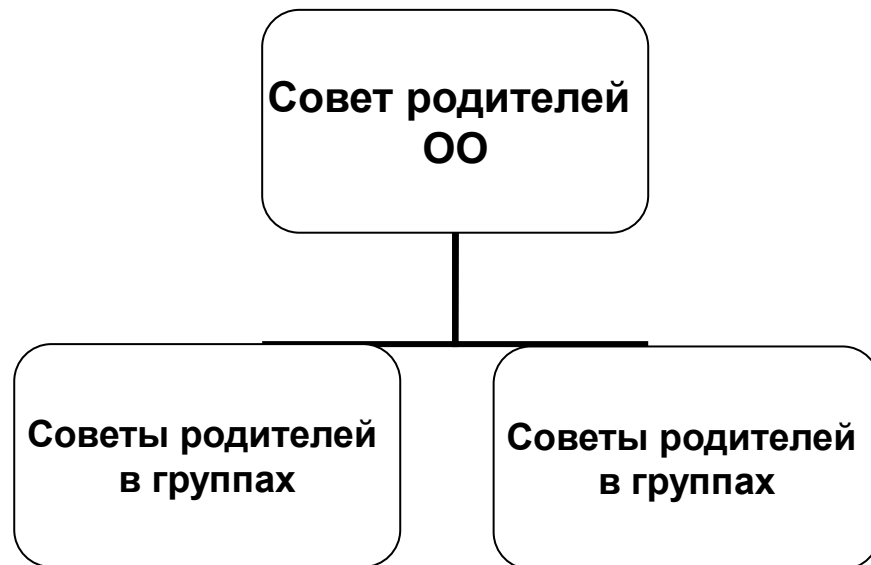 Совет родителей
ОО
Советы родителей
в группах
Советы родителей
в группах